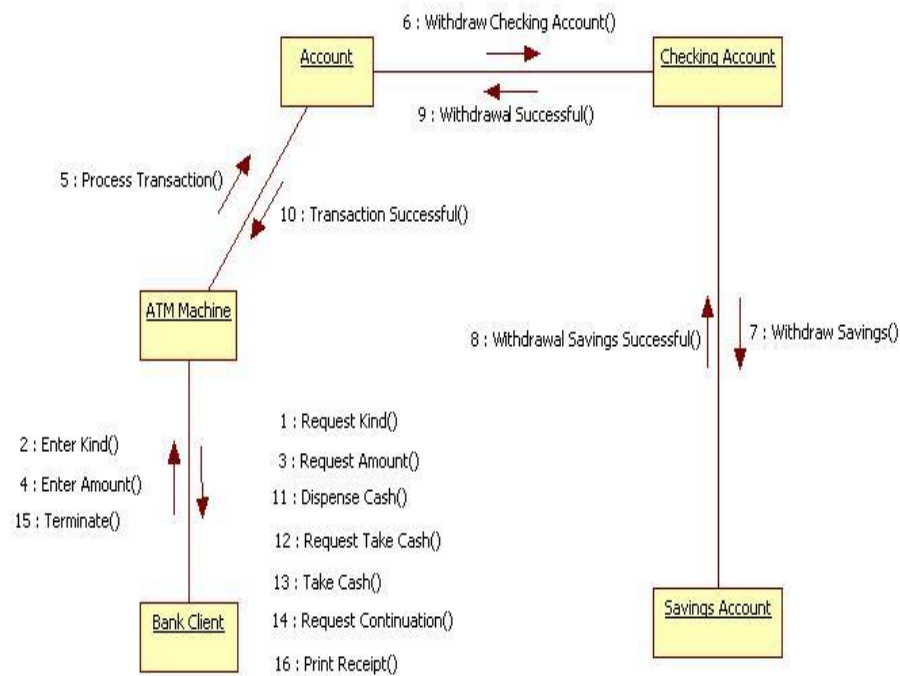 6 : Withdraw Checking Account()
Account
Checking Account
9 : Withdrawal Successful()
5 : Process Transaction()
10 : Transaction Successful()
ATM Machine
8 : Withdrawal Savings Successful()
7 : Withdraw Savings()
2 : Enter Kind()
4 : Enter Amount()
15 : Terminate()
1 : Request Kind()
3 : Request Amount()
11 : Dispense Cash()
12 : Request Take Cash()
13 : Take Cash()
14 : Request Continuation()
16 : Print Receipt()
Bank Client
Savings Account